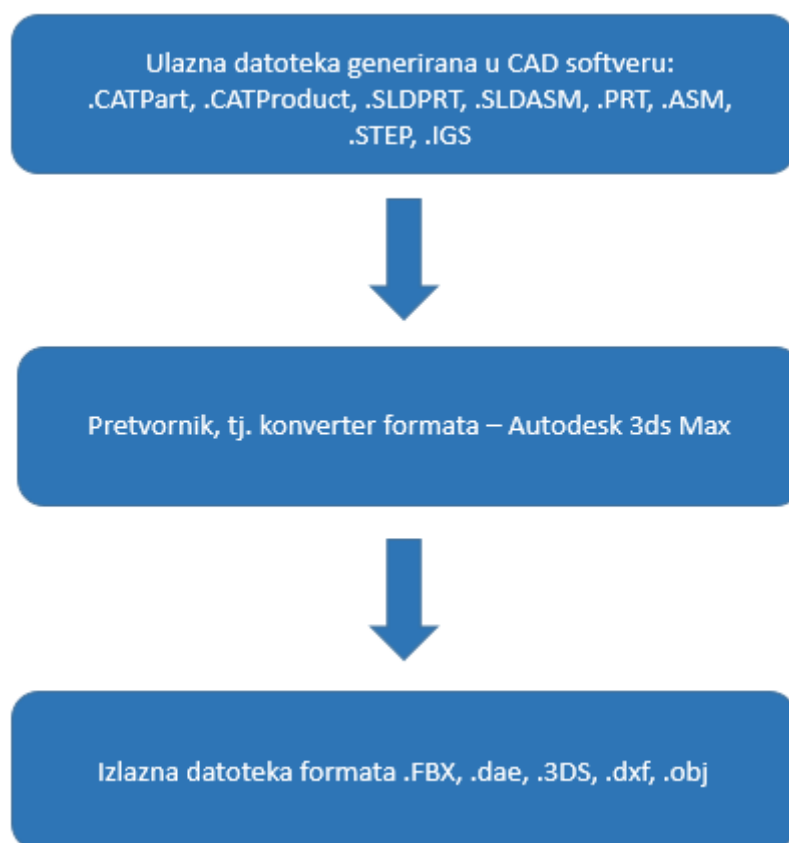 Ulazna datoteka generirana u CAD softveru:
.CATPart, .CATProduct, .SLDPRT, .SLDASM, .PRT, .ASM,
.STEP, .IGS
Pretvornik, tj. konverter formata – Autodesk 3ds Max
Izlazna datoteka formata .FBX, .dae, .3DS, .dxf, .obj